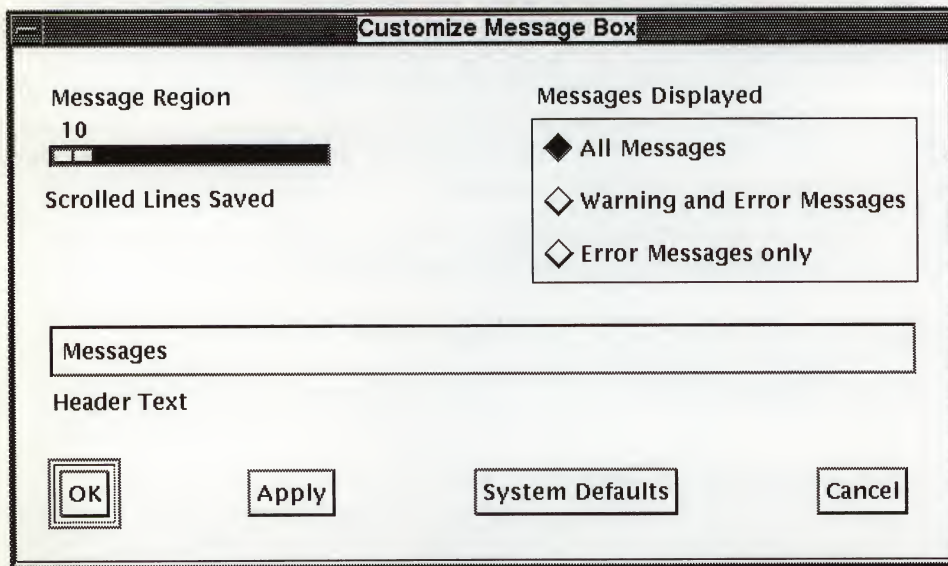 Customize Message Box
Message Region
10
Scrolled Lines Saved
Messages Displayed
All Messages
Warning and Error Messages
Error Messages only
Messages
Header Text
OK
Apply
System Defaults
Cancel